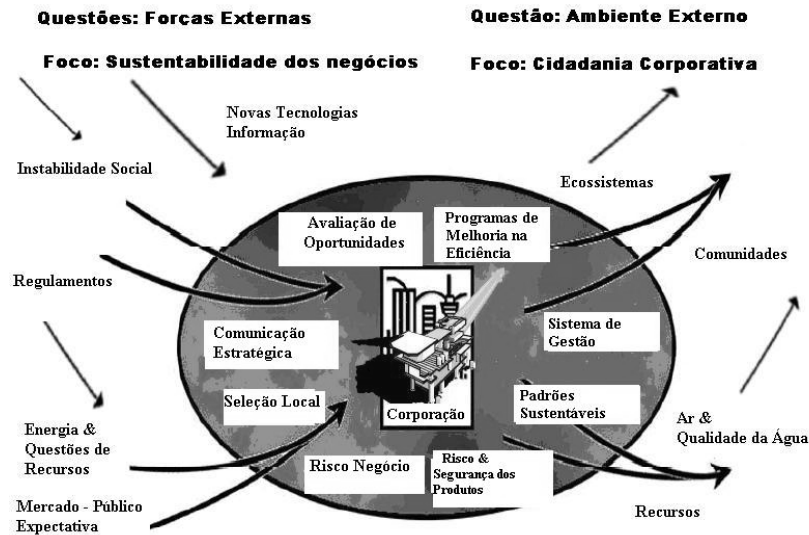 Questões: Forças Externas
Foco: Sustentabilidade dos negócios
Questão: Ambiente Externo
Foco: Cidadania Corporativa
Novas Tecnologias
Informação
Instabilidade Social
Regulamentos
Energia &
Questões de
Recursos
Mercado - Público
Expectativa
Avaliação de
Oportunidades
Programas de
Melhoria na
Eficiência
Comunicação
Estratégica
Seleção Local
Corporação
Sistema de
Gestão
Padrões
Sustentáveis
Risco Negócio
Risco &
Segurança dos
Produtos
Ecossistemas
Comunidades
Ar &
Qualidade da Água
Recursos